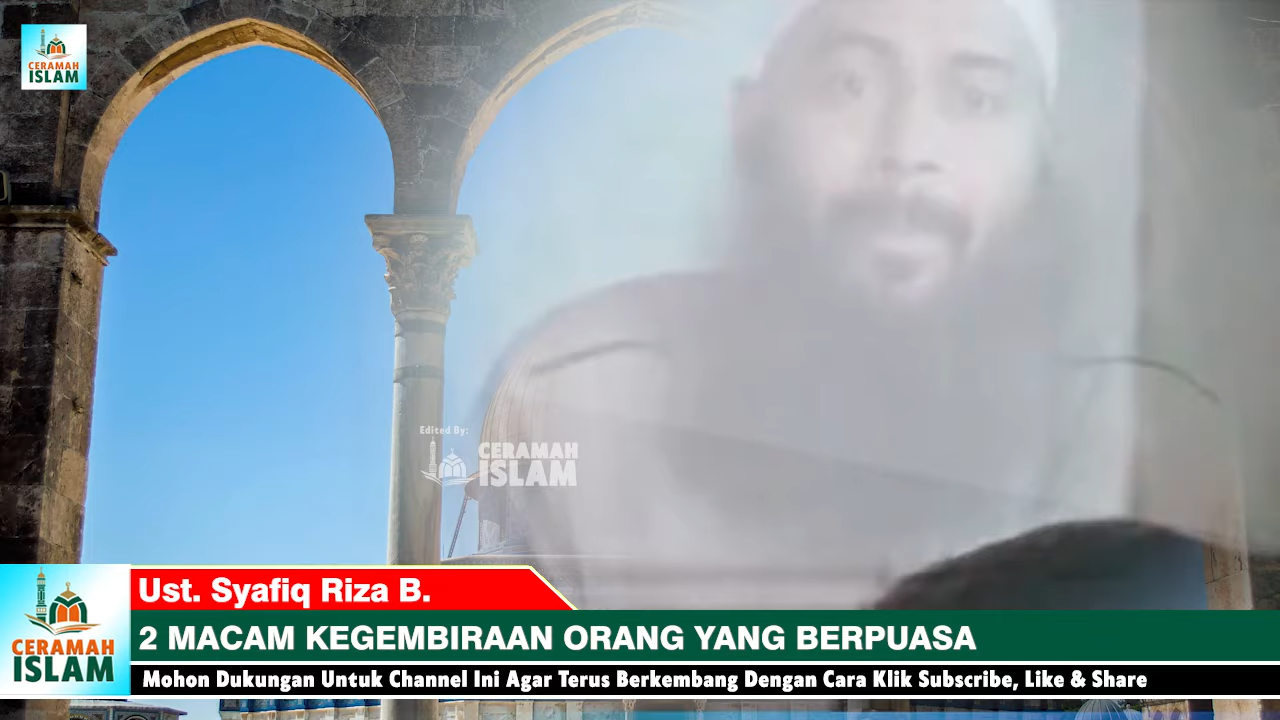 CERAMAH
ISLAM
Edited By:
CERAMAH
ISLAM
Ust. Syafiq Riza B.
2 MACAM KEGEMBIRAAN ORANG YANG BERPUASA
CERAMAH
ISLAM
Mohon Dukungan Untuk Channel Ini Agar Terus Berkembang Dengan Cara Klik Subscribe, Like & Share